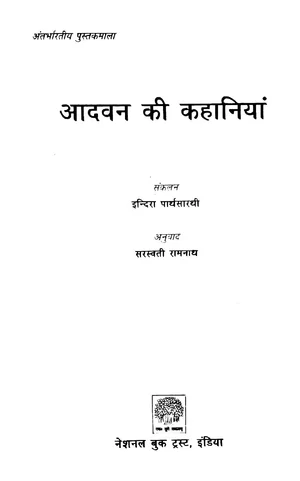 अंतर्भारतीय पुस्तकमाला
आदवन की कहानियां
संकलन
इन्दिरा पार्थसारथी
अनुवाद
सरस्वती रामनाथ
नेशनल बुक ट्रस्ट, इंडिया